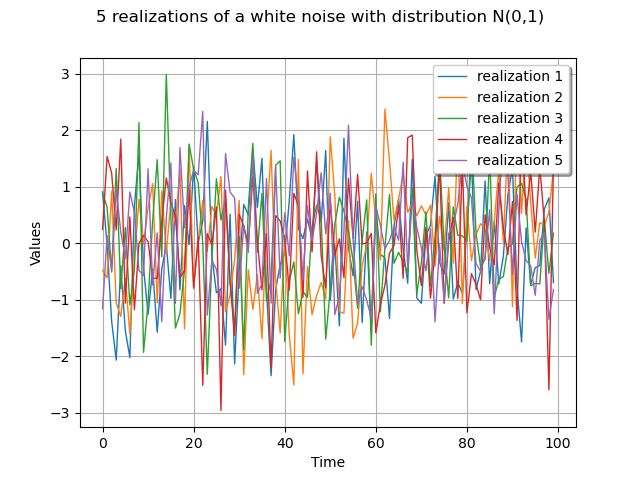 5 realizations of a white noise with distribution N(0,1)
realization 1
realization 2
realization 3
realization 4
realization 5
Values
3
2
1
0
−1
−2
−3
0 20 40 60 80 100
Time